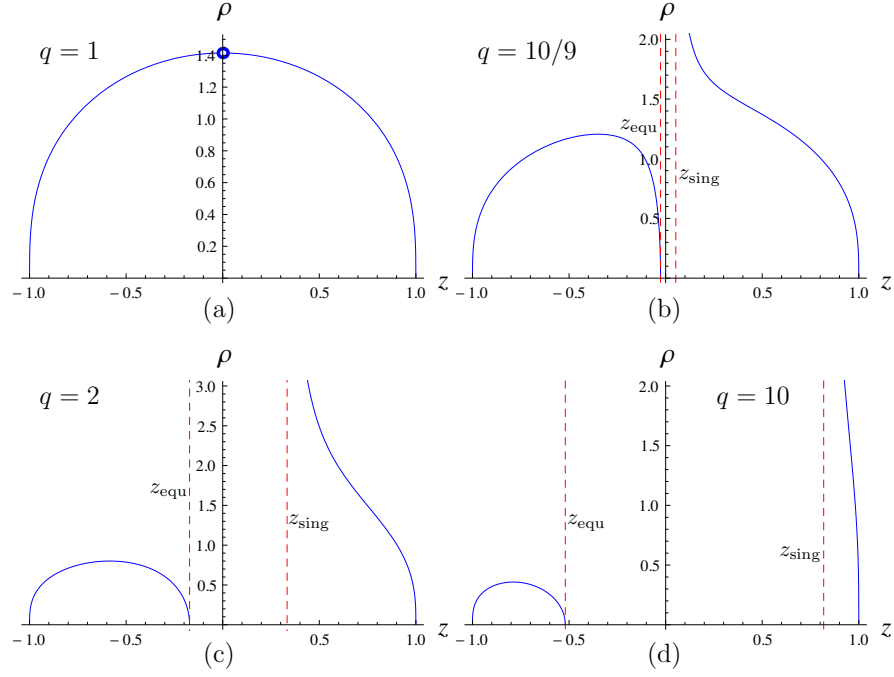 ρ
q = 1
1.4
1.2
1.0
0.8
0.6
0.4
0.2
−1.0 −0.5 0.5 1.0 z
(a)
ρ
q = 10/9
2.0
1.5
z_equ
1.0
z_sing
0.5
−1.0 −0.5 0.5 1.0 z
(b)
ρ
q = 2
3.0
2.5
2.0
z_equ
1.5
z_sing
1.0
0.5
−1.0 −0.5 0.5 1.0 z
(c)
ρ
q = 10
2.0
1.5
z_equ
1.0
z_sing
0.5
−1.0 −0.5 0.5 1.0 z
(d)